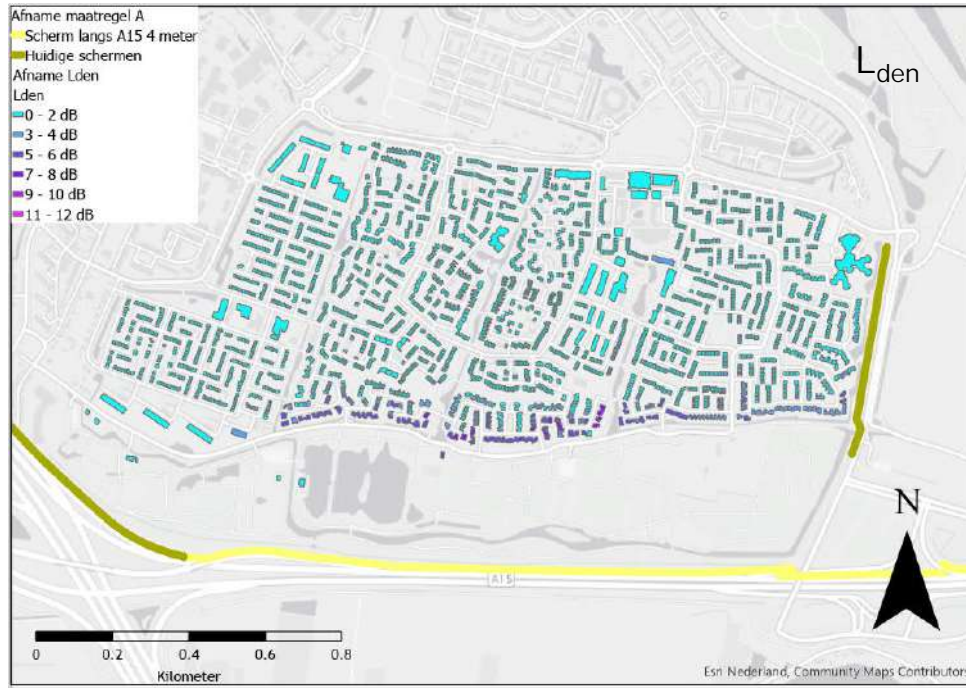 Afname maatregel A
Scherm langs A15 4 meter
Huidige schermen
Afname Lden
Lden
0 - 2 dB
3 - 4 dB
5 - 6 dB
7 - 8 dB
9 - 10 dB
11 - 12 dB
Lden
N
A15
0 0.2 0.4 0.6 0.8
Kilometer
Esri Nederland, Community Maps Contributors